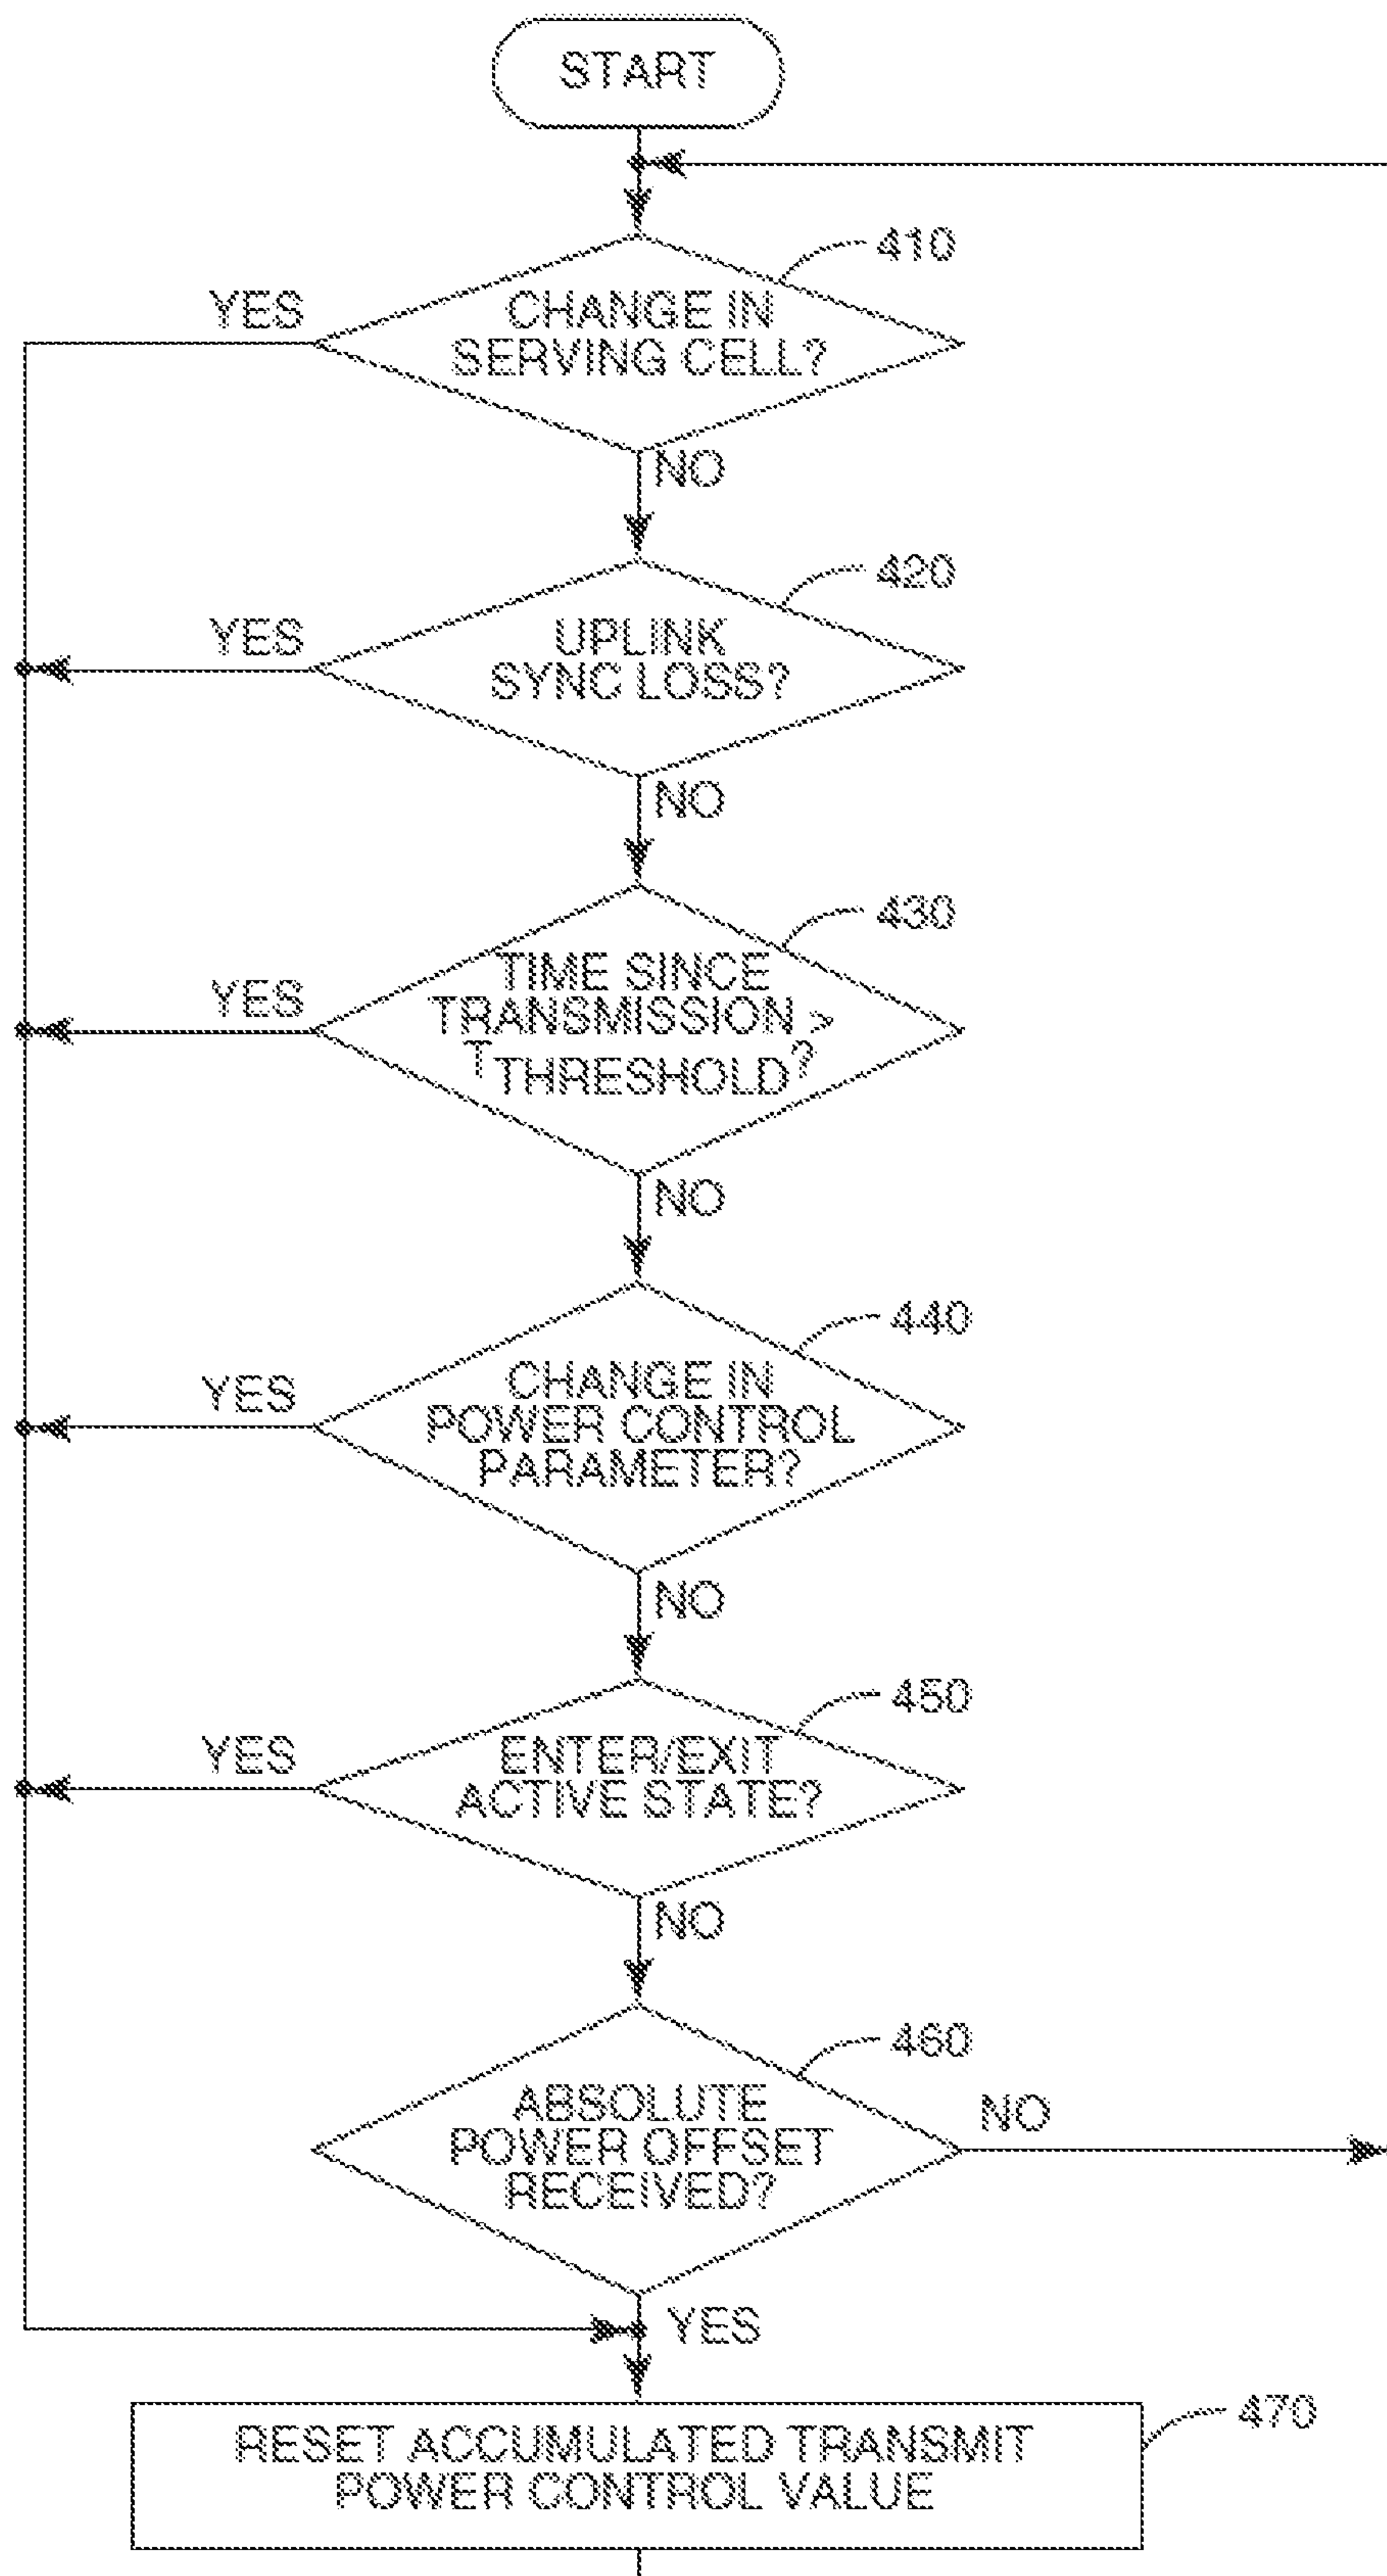 START
410
YES
CHANGE IN
SERVING CELL?
NO
420
YES
UPLINK
SYNC LOSS?
NO
430
YES
TIME SINCE
TRANSMISSION >
TTHRESHOLD?
NO
440
YES
CHANGE IN
POWER CONTROL
PARAMETER?
NO
450
YES
ENTER/EXIT
ACTIVE STATE?
NO
460
NO
ABSOLUTE
POWER OFFSET
RECEIVED?
YES
470
RESET ACCUMULATED TRANSMIT
POWER CONTROL VALUE